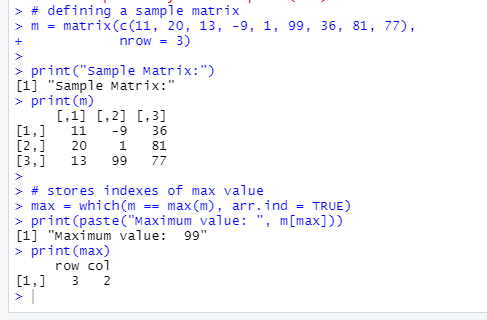 > # defining a sample matrix
> m = matrix(c(11, 20, 13, -9, 1, 99, 36, 81, 77),
+            nrow = 3)
>
> print("Sample Matrix:")
[1] "Sample Matrix:"
> print(m)
     [,1] [,2] [,3]
[1,]   11   -9   36
[2,]   20    1   81
[3,]   13   99   77
>
> # stores indexes of max value
> max = which(m == max(m), arr.ind = TRUE)
> print(paste("Maximum value: ", m[max]))
[1] "Maximum value:  99"
> print(max)
     row col
[1,]   3   2
>